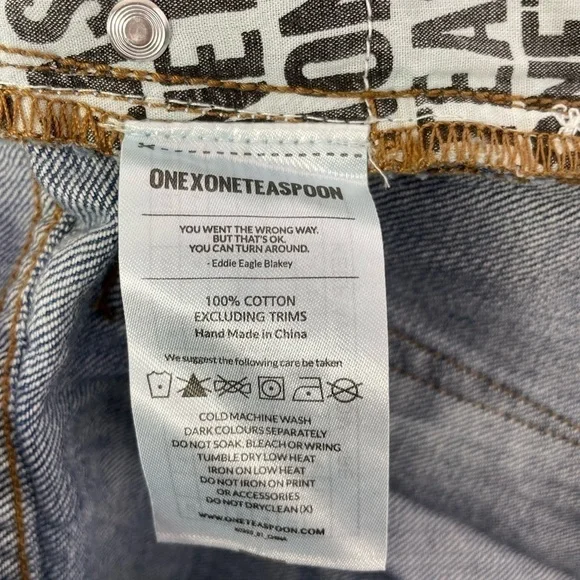 ONEXONETEASPOON
YOU WENT THE WRONG WAY.
BUT THAT'S OK.
YOU CAN TURN AROUND.
- Eddie Eagle Blakey
100% COTTON
EXCLUDING TRIMS
Hand Made in China
We suggest the following care be taken
COLD MACHINE WASH
DARK COLOURS SEPARATELY
DO NOT SOAK, BLEACH OR WRING
TUMBLE DRY LOW HEAT
IRON ON LOW HEAT
DO NOT IRON ON PRINT
OR ACCESSORIES
DO NOT DRYCLEAN (X)
WWW.ONETEASPOON.COM